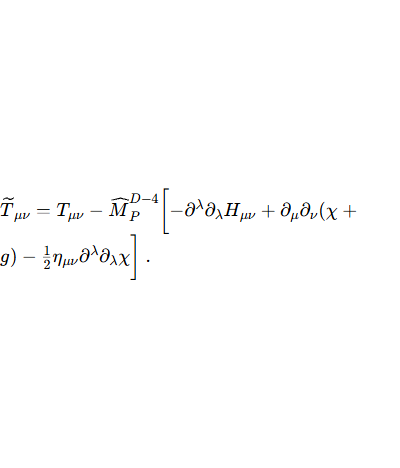 \widetilde{T}_{\mu\nu} = T_{\mu\nu} - \widehat{M}_P^{D-4} \Big[ -\partial^\lambda \partial_\lambda H_{\mu\nu} + \partial_\mu \partial_\nu (\chi +
g) - \frac{1}{2} \eta_{\mu\nu} \partial^\lambda \partial_\lambda \chi \Big] .